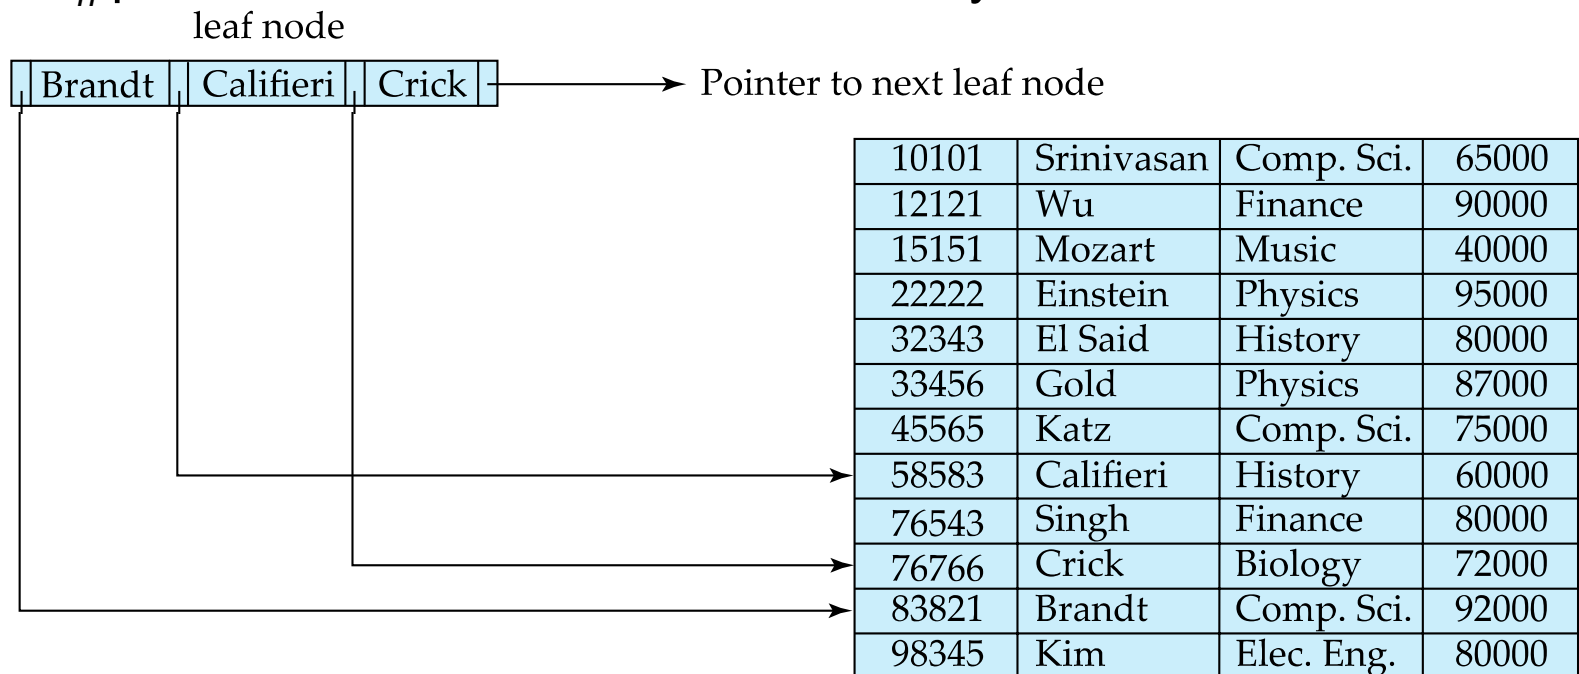 leaf node
Brandt Califieri Crick Pointer to next leaf node
10101 Srinivasan Comp. Sci. 65000
12121 Wu Finance 90000
15151 Mozart Music 40000
22222 Einstein Physics 95000
32343 El Said History 80000
33456 Gold Physics 87000
45565 Katz Comp. Sci. 75000
58583 Califieri History 60000
76543 Singh Finance 80000
76766 Crick Biology 72000
83821 Brandt Comp. Sci. 92000
98345 Kim Elec. Eng. 80000